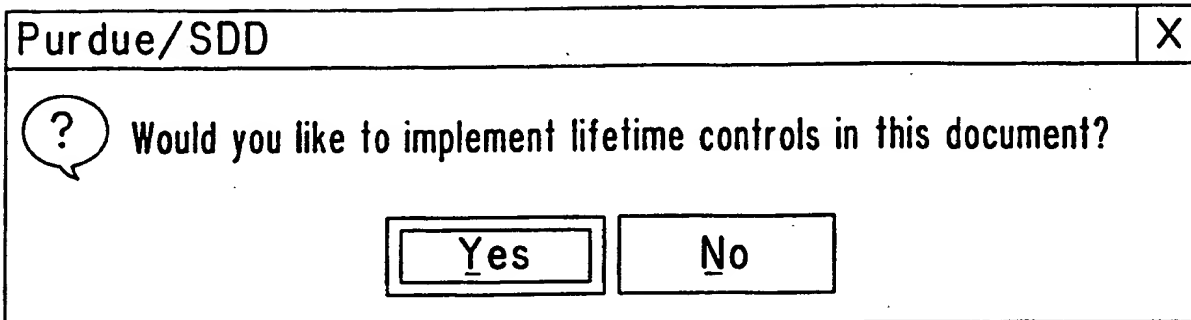 Purdue/SDD X
? Would you like to implement lifetime controls in this document?
Yes No